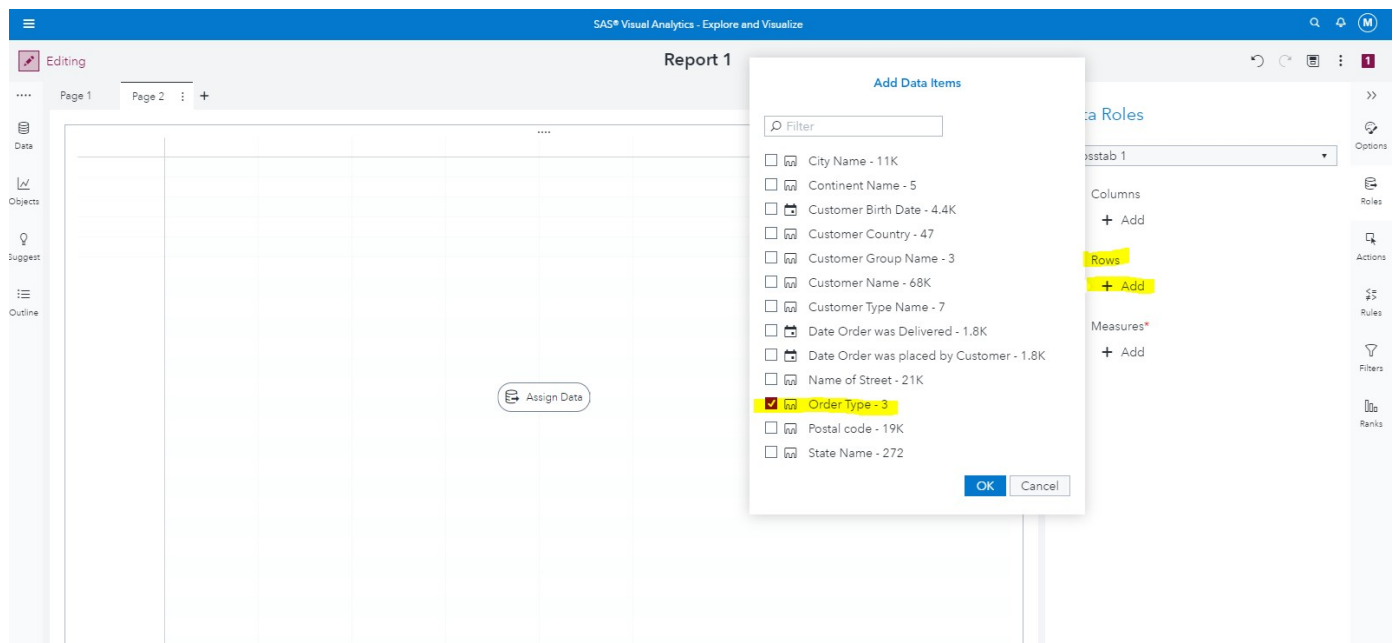 SAS® Visual Analytics - Explore and Visualize
M
Editing
Report 1
1
Page 1
Page 2
+
Data
Objects
Suggest
Outline
Assign Data
Add Data Items
Filter
City Name - 11K
Continent Name - 5
Customer Birth Date - 4.4K
Customer Country - 47
Customer Group Name - 3
Customer Name - 68K
Customer Type Name - 7
Date Order was Delivered - 1.8K
Date Order was placed by Customer - 1.8K
Name of Street - 21K
Order Type - 3
Postal code - 19K
State Name - 272
OK
Cancel
ta Roles
osstab 1
Columns
+ Add
Rows
+ Add
Measures*
+ Add
Options
Roles
Actions
Rules
Filters
Ranks